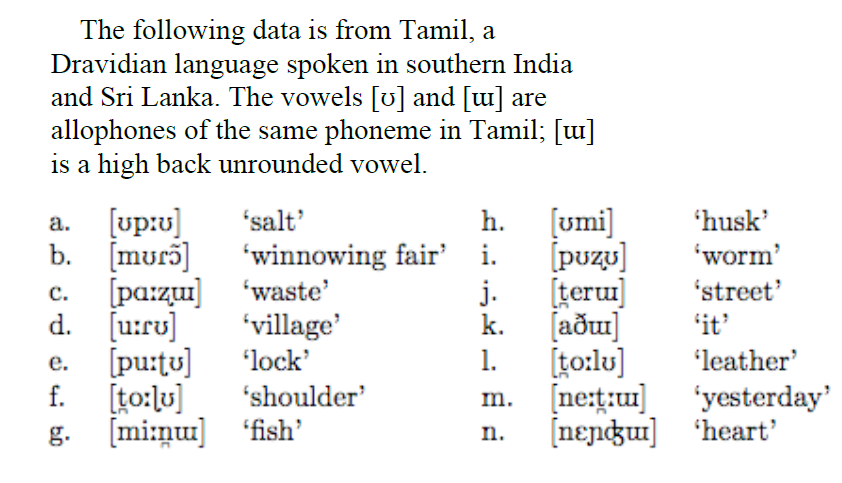 The following data is from Tamil, a
Dravidian language spoken in southern India
and Sri Lanka. The vowels [ʊ] and [ɯ] are
allophones of the same phoneme in Tamil; [ɯ]
is a high back unrounded vowel.
a. [ʊpːʊ] ‘salt’ h. [ʊmi] ‘husk’
b. [mʊrɔ̃] ‘winnowing fair’ i. [pʊʐʊ] ‘worm’
c. [pɑːʐɯ] ‘waste’ j. [t̪erɯ] ‘street’
d. [uːrʊ] ‘village’ k. [aðɯ] ‘it’
e. [puːʈʊ] ‘lock’ l. [t̪oːlʊ] ‘leather’
f. [t̪oːɭʊ] ‘shoulder’ m. [neːt̪ːɯ] ‘yesterday’
g. [miːn̪ɯ] ‘fish’ n. [nɛɲʤɯ] ‘heart’